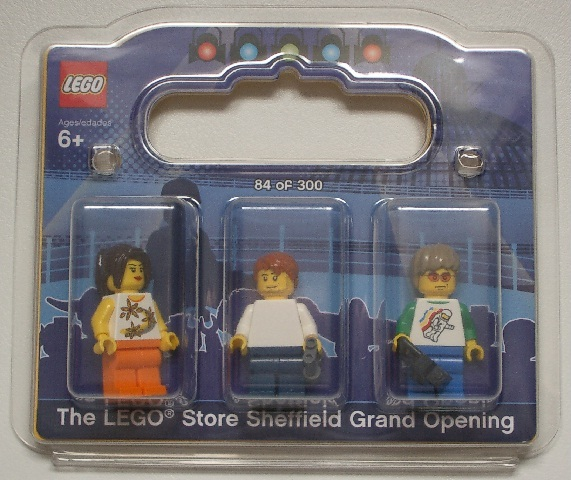 LEGO
Ages/edades
6+
84 of 300
The LEGO® Store Sheffield Grand Opening